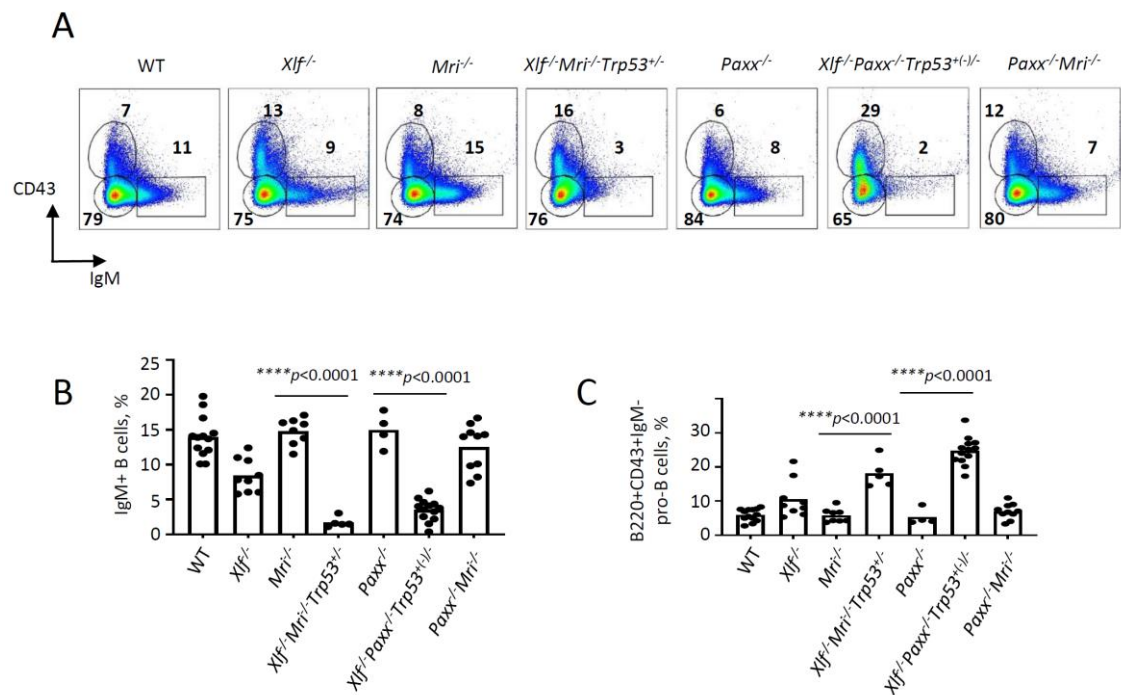 A
WT
Xlf-/-
Mri-/-
Xlf-/-Mri-/-Trp53+/-
Paxx-/-
Xlf-/-Paxx-/-Trp53+(-)/-
Paxx-/-Mri-/-
7
11
79
13
9
75
8
15
74
16
3
76
6
8
84
29
2
65
12
7
80
CD43
IgM
B
IgM+ B cells, %
25
20
15
10
5
0
****p<0.0001
****p<0.0001
WT
Xlf-/-
Mri-/-
Xlf-/-Mri-/-Trp53+/-
Paxx-/-
Xlf-/-Paxx-/-Trp53+(-)/-
Paxx-/-Mri-/-
C
B220+CD43+IgM-
pro-B cells, %
30
20
10
0
****p<0.0001
****p<0.0001
WT
Xlf-/-
Mri-/-
Xlf-/-Mri-/-Trp53+/-
Paxx-/-
Xlf-/-Paxx-/-Trp53+(-)/-
Paxx-/-Mri-/-